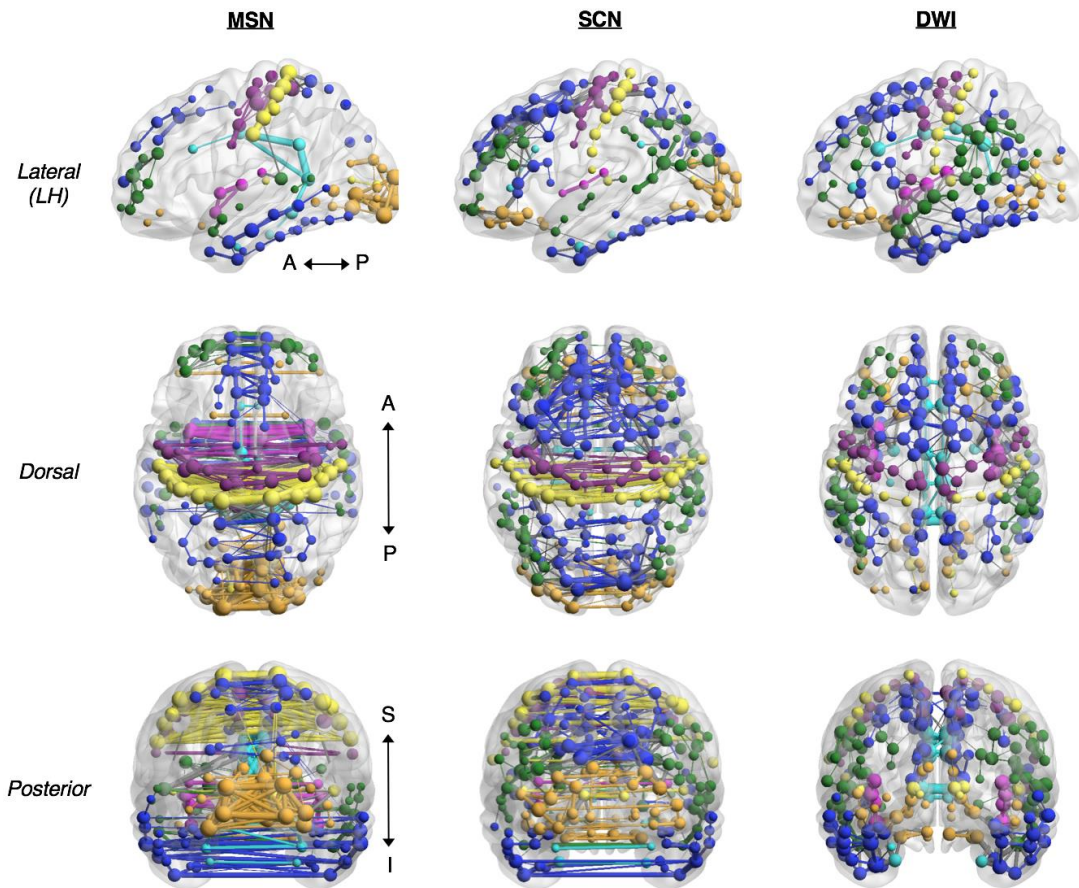 MSN SCN DWI
Lateral
(LH)
A P
Dorsal
A
P
Posterior
S
I